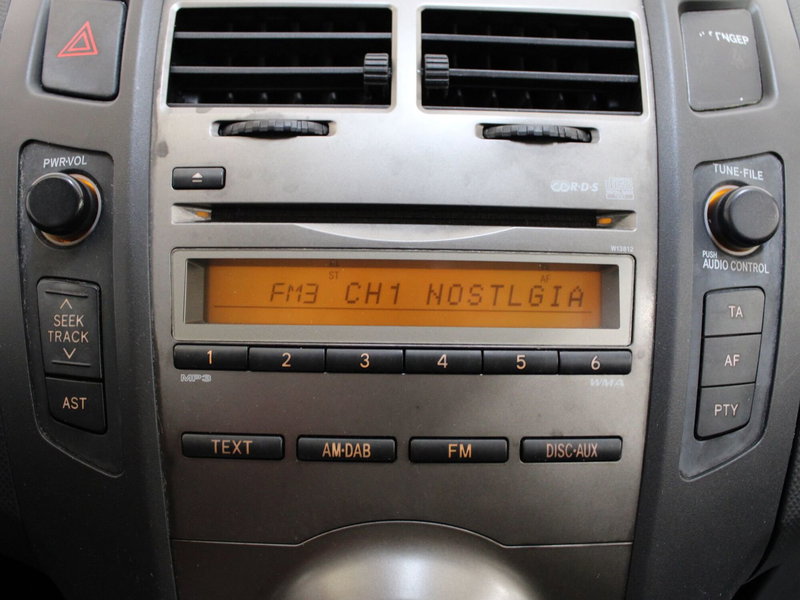 PWR·VOL
SEEK
TRACK
AST
R·D·S
W13812
ST
AF
FM3 CH1 NOSTLGIA
1 2 3 4 5 6
MP3
WMA
TEXT
AM·DAB
FM
DISC·AUX
TUNE·FILE
PUSH
AUDIO CONTROL
TA
AF
PTY